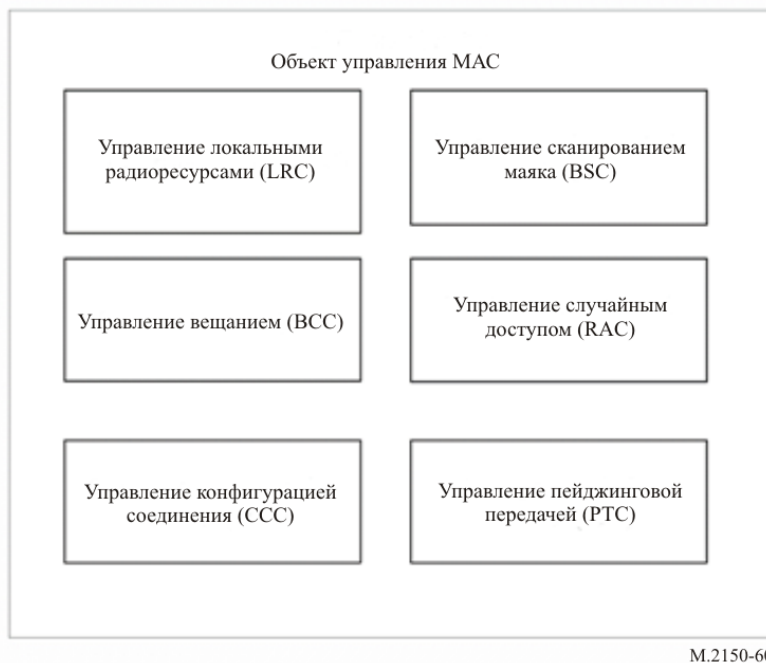 Объект управления MAC
Управление локальными
радиоресурсами (LRC)
Управление сканированием
маяка (BSC)
Управление вещанием (BCC)
Управление случайным
доступом (RAC)
Управление конфигурацией
соединения (CCC)
Управление пейджинговой
передачей (PTC)